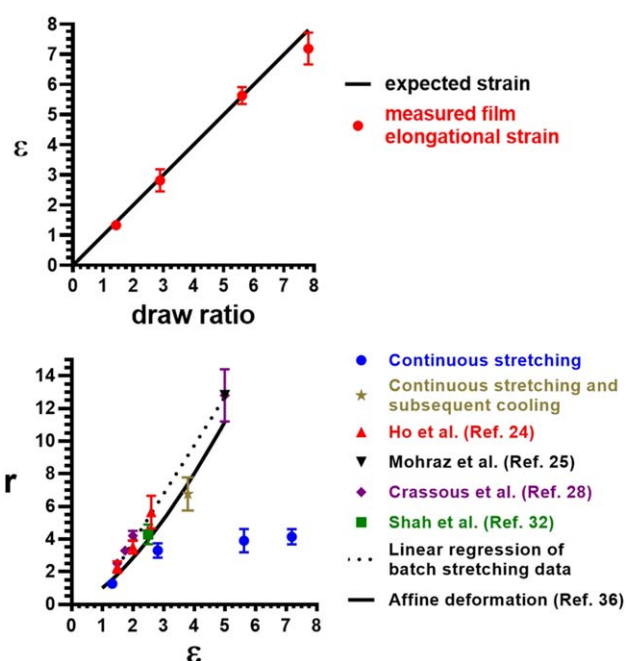 8
7
6
5
4
3
2
1
0
ε
0 1 2 3 4 5 6 7 8
draw ratio
expected strain
measured film
elongational strain
14
12
10
8
6
4
2
0
r
0 1 2 3 4 5 6 7 8
ε
Continuous stretching
Continuous stretching and
subsequent cooling
Ho et al. (Ref. 24)
Mohraz et al. (Ref. 25)
Crassous et al. (Ref. 28)
Shah et al. (Ref. 32)
Linear regression of
batch stretching data
Affine deformation (Ref. 36)